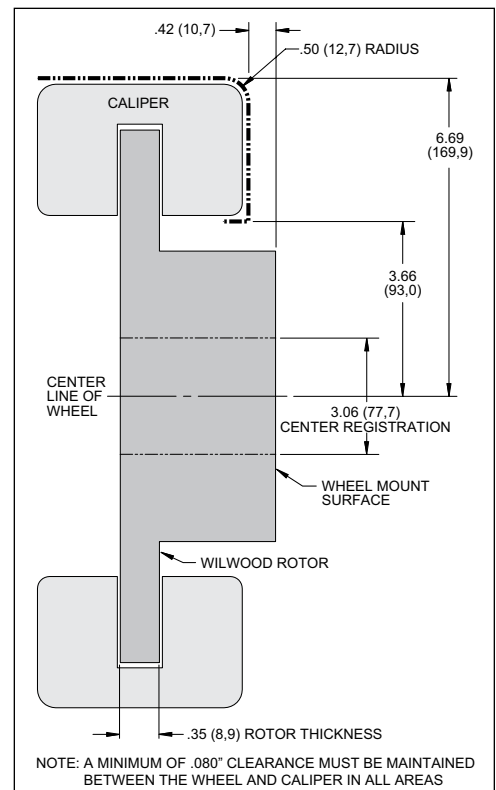 .42 (10,7)
.50 (12,7) RADIUS
CALIPER
6.69
(169,9)
3.66
(93,0)
CENTER
LINE OF
WHEEL
3.06 (77,7)
CENTER REGISTRATION
WHEEL MOUNT
SURFACE
WILWOOD ROTOR
.35 (8,9) ROTOR THICKNESS
NOTE: A MINIMUM OF .080" CLEARANCE MUST BE MAINTAINED
BETWEEN THE WHEEL AND CALIPER IN ALL AREAS